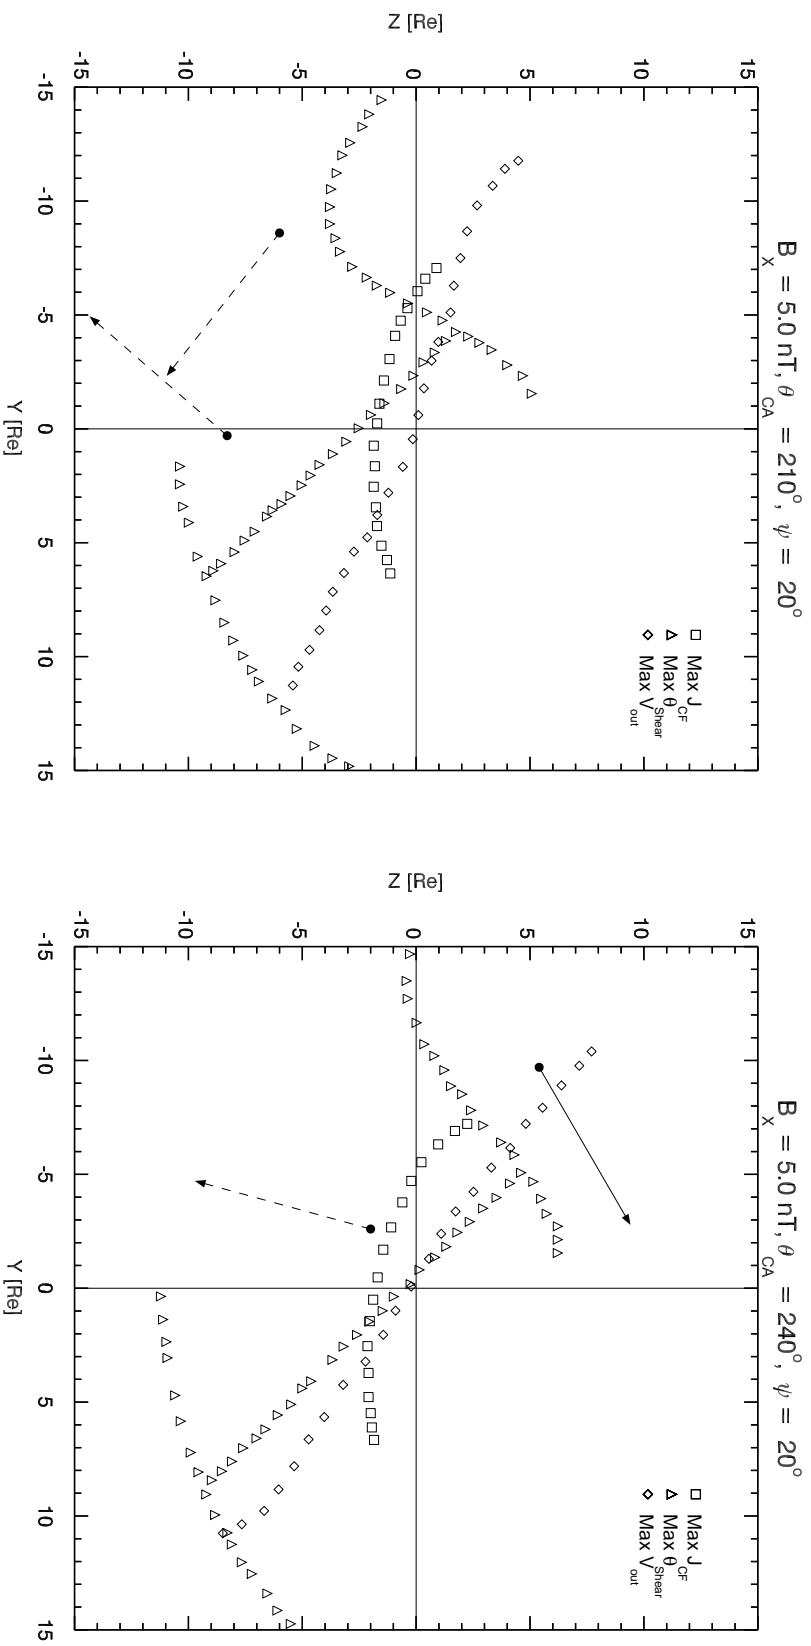 B_x = 5.0 nT, θ_CA = 210°, ψ = 20°
Z [Re]
15
10
5
0
-5
-10
-15
-15 -10 -5 0 5 10 15
Y [Re]
□ Max J_CF
△ Max θ_Shear
◇ Max V_out
B_x = 5.0 nT, θ_CA = 240°, ψ = 20°
Z [Re]
15
10
5
0
-5
-10
-15
-15 -10 -5 0 5 10 15
Y [Re]
□ Max J_CF
△ Max θ_Shear
◇ Max V_out